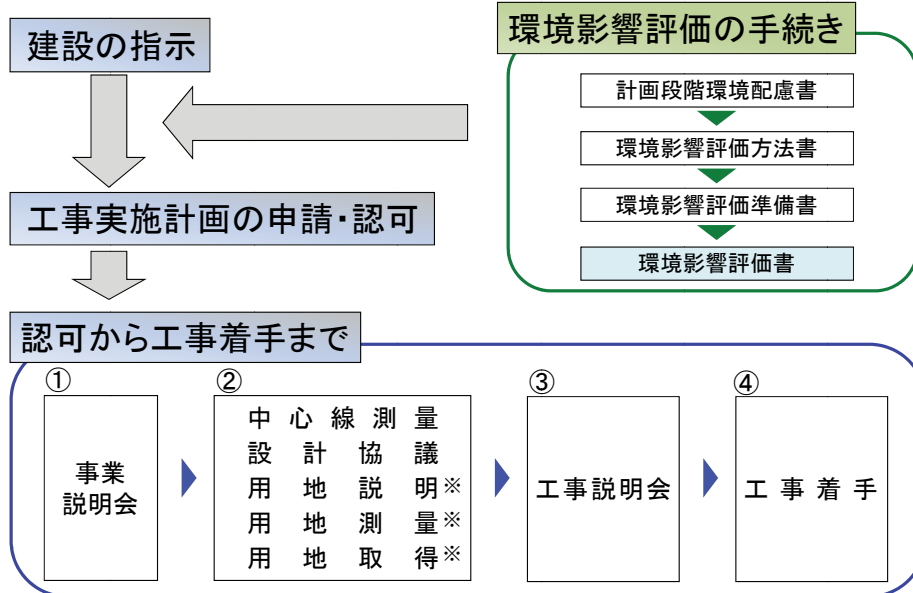 建設の指示
環境影響評価の手続き
計画段階環境配慮書
環境影響評価方法書
環境影響評価準備書
環境影響評価書
工事実施計画の申請・認可
認可から工事着手まで
①
事業
説明会
②
中心線測量
設計協議
用地説明※
用地測量※
用地取得※
③
工事説明会
④
工事着手